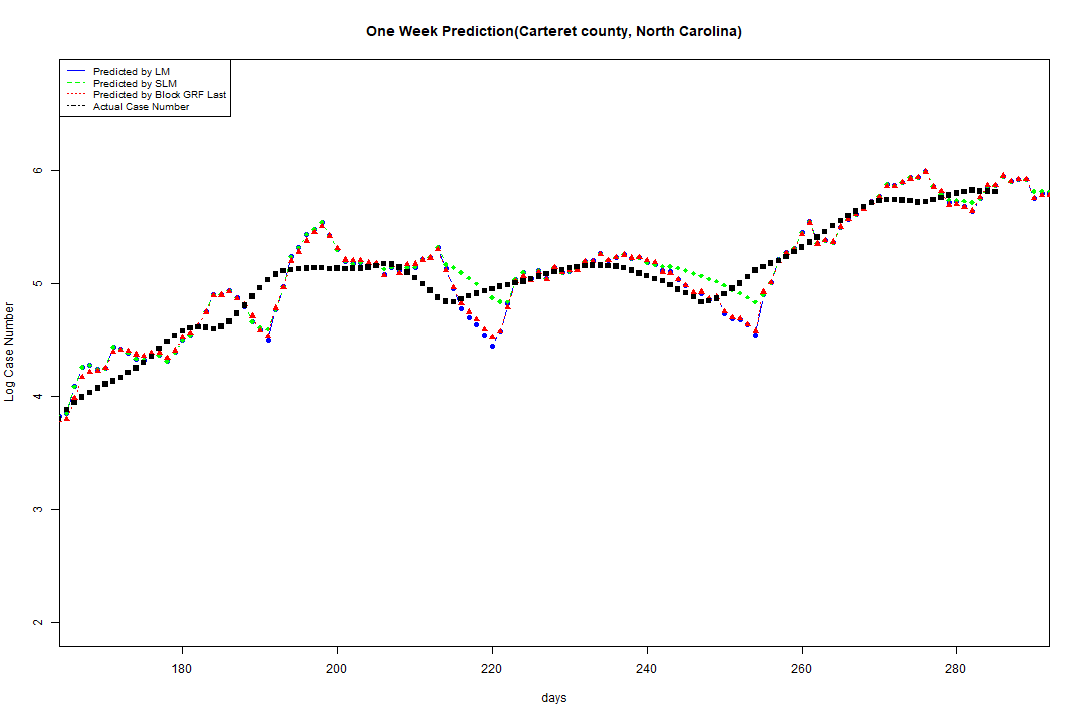 One Week Prediction(Carteret county, North Carolina)
Predicted by LM
Predicted by SLM
Predicted by Block GRF Last
Actual Case Number
Log Case Number
6
5
4
3
2
180 200 220 240 260 280
days